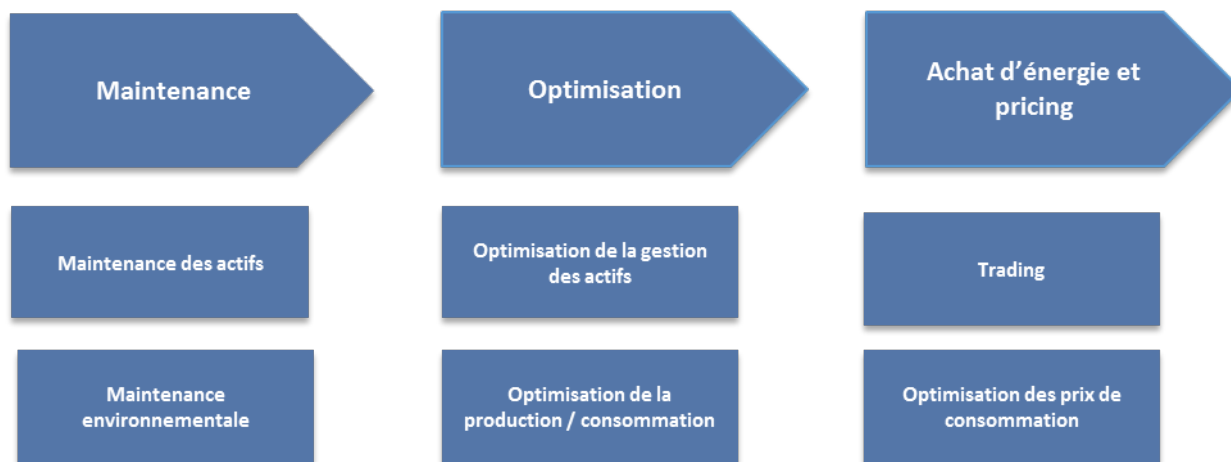 Maintenance
Optimisation
Achat d’énergie et
pricing
Maintenance des actifs
Optimisation de la gestion
des actifs
Trading
Maintenance
environnementale
Optimisation de la
production / consommation
Optimisation des prix de
consommation